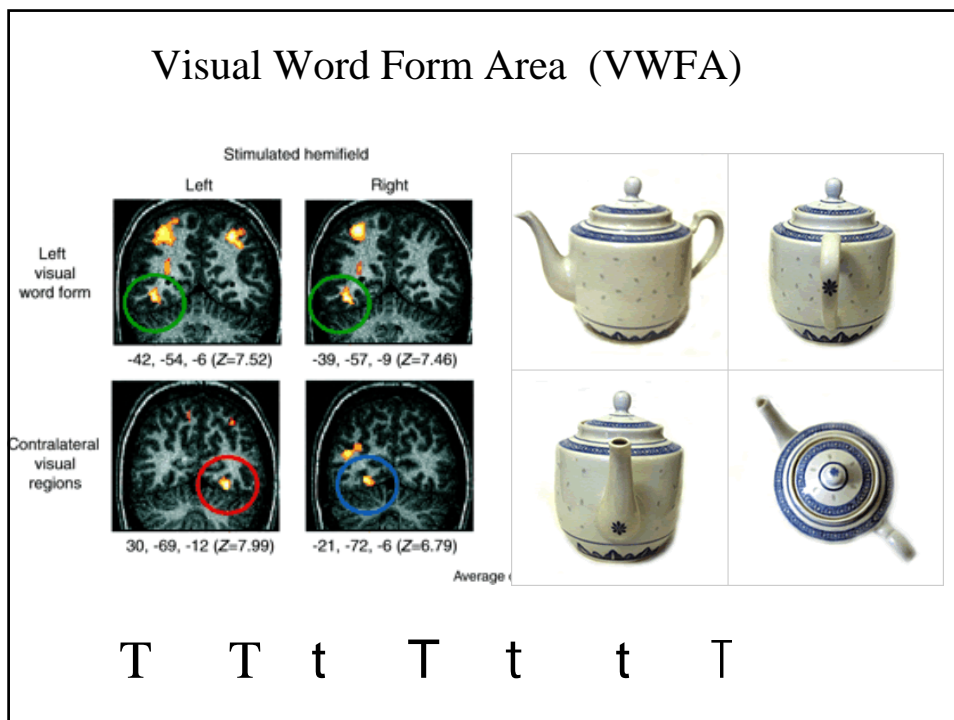 Visual Word Form Area (VWFA)
Stimulated hemifield
Left Right
Left
visual
word form
-42, -54, -6 (Z=7.52) -39, -57, -9 (Z=7.46)
Contralateral
visual
regions
30, -69, -12 (Z=7.99) -21, -72, -6 (Z=6.79)
Average
T T t T t t T